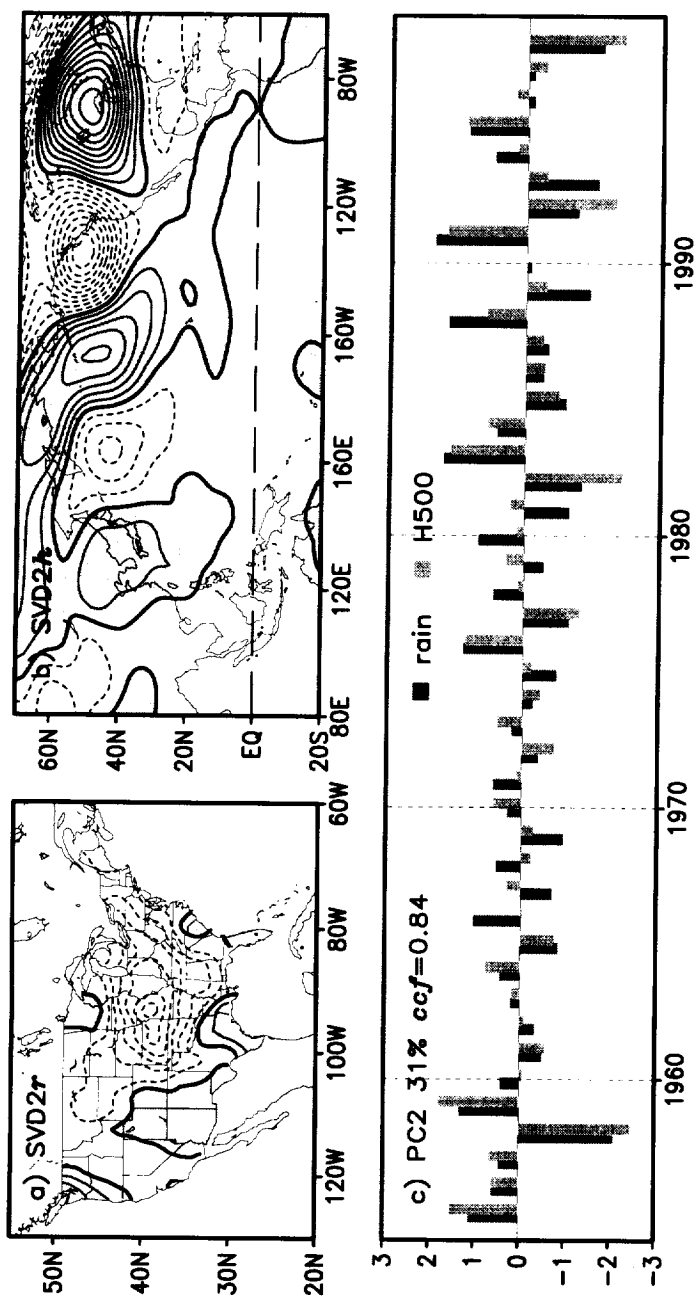 a) SVD2r
50N
40N
30N
20N
120W
100W
80W
60W
b) SVD2h
60N
40N
20N
EQ
20S
80E
120E
160E
160W
120W
80W
c) PC2 31% ccf=0.84
rain
H500
3
2
1
0
-1
-2
-3
1960
1970
1980
1990